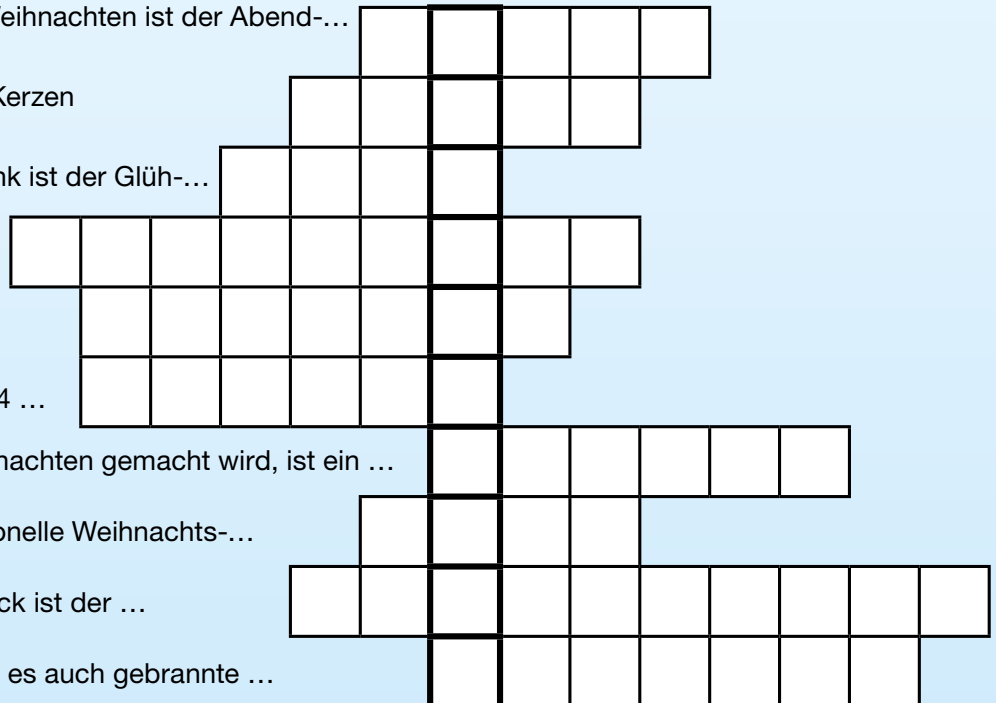 eihnachten ist der Abend-…
Kerzen
nk ist der Glüh-…
4 …
nachten gemacht wird, ist ein …
onelle Weihnachts-…
ck ist der …
es auch gebrannte …